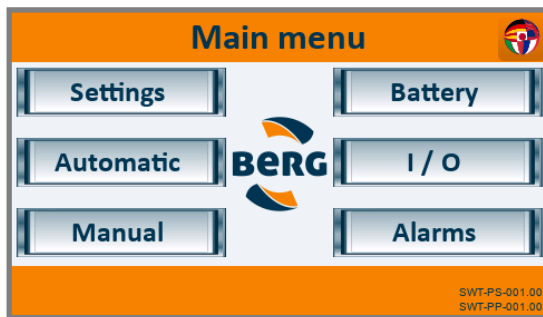 Main menu
Settings
Battery
Automatic
BeRG
I / O
Manual
Alarms
SWT-PS-001.00
SWT-PP-001.00